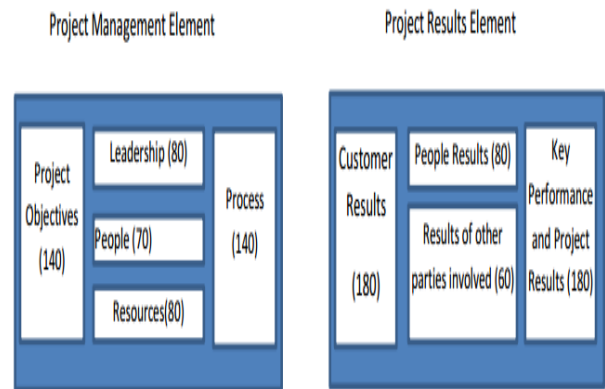 Project Management Element
Project Results Element
Project
Objectives
(140)
Leadership (80)
People (70)
Resources(80)
Process
(140)
Customer
Results
(180)
People Results (80)
Results of other
parties involved (60)
Key
Performance
and Project
Results (180)